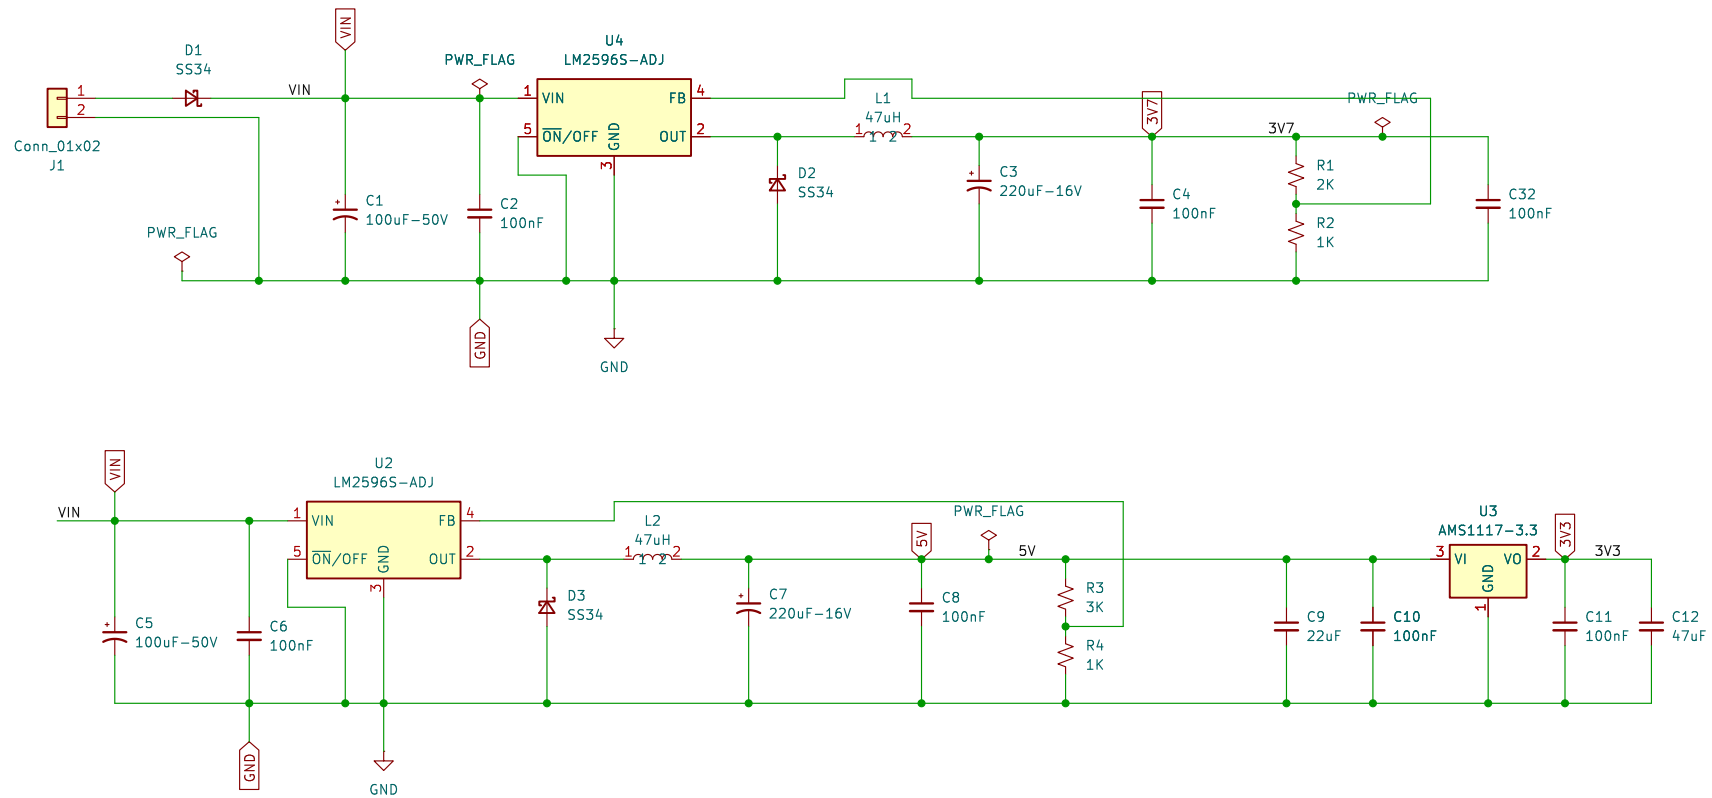 VIN
D1
SS34
PWR_FLAG
U4
LM2596S-ADJ
1
2
VIN
1
VIN
FB
4
5
ON/OFF
GND
OUT
2
3
L1
47uH
1
2
1 2
3V7
PWR_FLAG
3V7
Conn_01x02
J1
C1
100uF-50V
C2
100nF
D2
SS34
C3
220uF-16V
C4
100nF
R1
2K
R2
1K
C32
100nF
PWR_FLAG
GND
GND
VIN
VIN
U2
LM2596S-ADJ
1
VIN
FB
4
5
ON/OFF
GND
OUT
2
3
L2
47uH
1
2
1 2
5V
PWR_FLAG
5V
U3
AMS1117-3.3
3
VI
VO
2
GND
1
3V3
3V3
C5
100uF-50V
C6
100nF
D3
SS34
C7
220uF-16V
C8
100nF
R3
3K
R4
1K
C9
22uF
C10
100nF
C11
100nF
C12
47uF
GND
GND